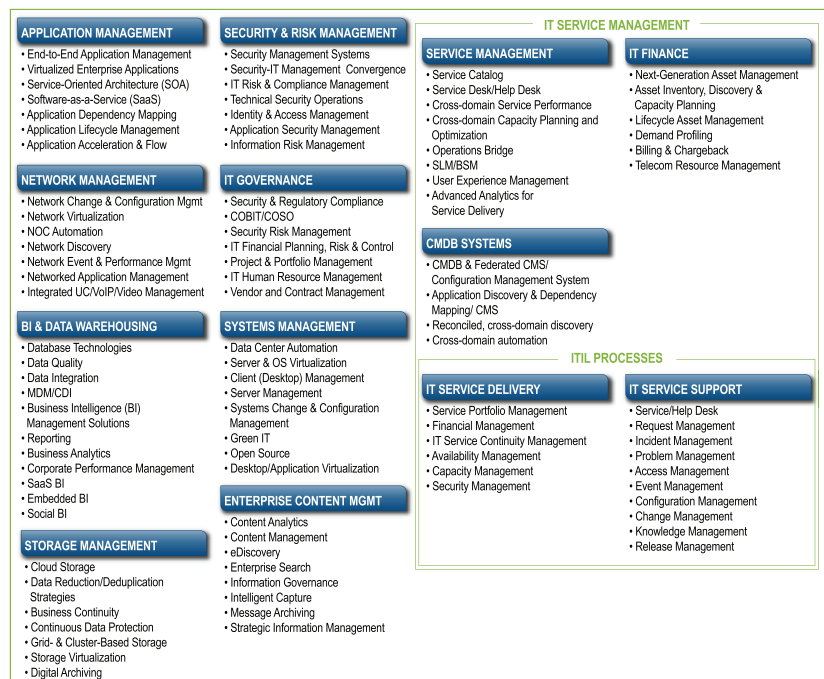 APPLICATION MANAGEMENT
• End-to-End Application Management
• Virtualized Enterprise Applications
• Service-Oriented Architecture (SOA)
• Software-as-a-Service (SaaS)
• Application Dependency Mapping
• Application Lifecycle Management
• Application Acceleration & Flow
NETWORK MANAGEMENT
• Network Change & Configuration Mgmt
• Network Virtualization
• NOC Automation
• Network Discovery
• Network Event & Performance Mgmt
• Networked Application Management
• Integrated UC/VoIP/Video Management
BI & DATA WAREHOUSING
• Database Technologies
• Data Quality
• Data Integration
• MDM/CDI
• Business Intelligence (BI)
Management Solutions
• Reporting
• Business Analytics
• Corporate Performance Management
• SaaS BI
• Embedded BI
• Social BI
STORAGE MANAGEMENT
• Cloud Storage
• Data Reduction/Deduplication
Strategies
• Business Continuity
• Continuous Data Protection
• Grid- & Cluster-Based Storage
• Storage Virtualization
• Digital Archiving
SECURITY & RISK MANAGEMENT
• Security Management Systems
• Security-IT Management Convergence
• IT Risk & Compliance Management
• Technical Security Operations
• Identity & Access Management
• Application Security Management
• Information Risk Management
IT GOVERNANCE
• Security & Regulatory Compliance
• COBIT/COSO
• Security Risk Management
• IT Financial Planning, Risk & Control
• Project & Portfolio Management
• IT Human Resource Management
• Vendor and Contract Management
SYSTEMS MANAGEMENT
• Data Center Automation
• Server & OS Virtualization
• Client (Desktop) Management
• Server Management
• Systems Change & Configuration
Management
• Green IT
• Open Source
• Desktop/Application Virtualization
ENTERPRISE CONTENT MGMT
• Content Analytics
• Content Management
• eDiscovery
• Enterprise Search
• Information Governance
• Intelligent Capture
• Message Archiving
• Strategic Information Management
IT SERVICE MANAGEMENT
SERVICE MANAGEMENT
• Service Catalog
• Service Desk/Help Desk
• Cross-domain Service Performance
• Cross-domain Capacity Planning and
Optimization
• Operations Bridge
• SLM/BSM
• User Experience Management
• Advanced Analytics for
Service Delivery
CMDB SYSTEMS
• CMDB & Federated CMS/
Configuration Management System
• Application Discovery & Dependency
Mapping/ CMS
• Reconciled, cross-domain discovery
• Cross-domain automation
IT FINANCE
• Next-Generation Asset Management
• Asset Inventory, Discovery &
Capacity Planning
• Lifecycle Asset Management
• Demand Profiling
• Billing & Chargeback
• Telecom Resource Management
ITIL PROCESSES
IT SERVICE DELIVERY
• Service Portfolio Management
• Financial Management
• IT Service Continuity Management
• Availability Management
• Capacity Management
• Security Management
IT SERVICE SUPPORT
• Service/Help Desk
• Request Management
• Incident Management
• Problem Management
• Access Management
• Event Management
• Configuration Management
• Change Management
• Knowledge Management
• Release Management